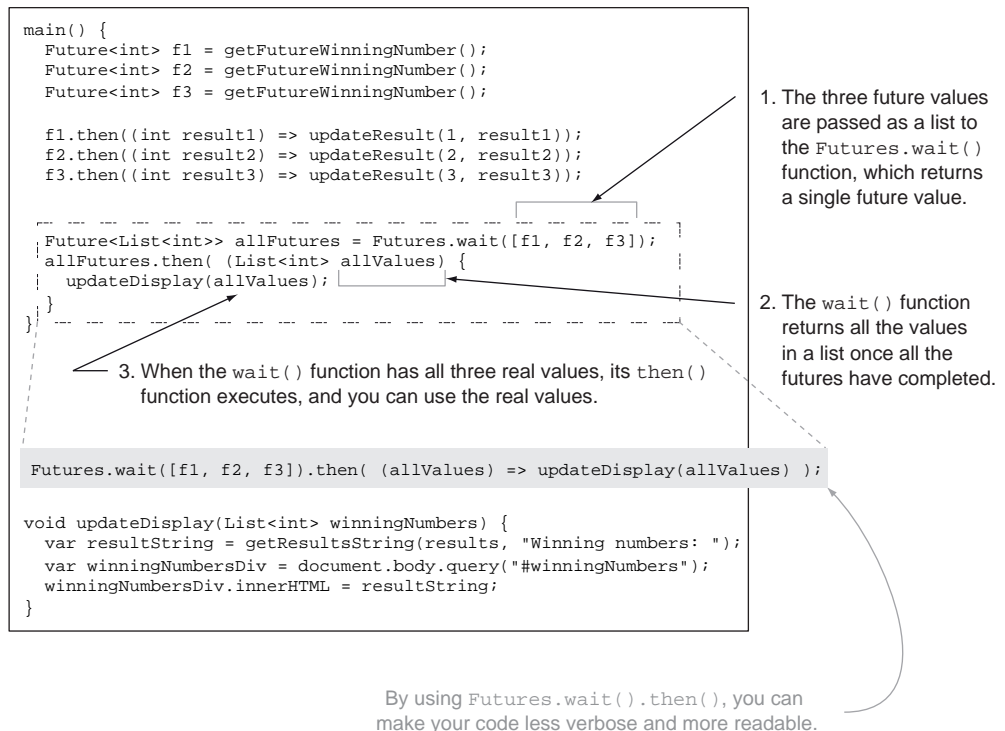 main() {
  Future<int> f1 = getFutureWinningNumber();
  Future<int> f2 = getFutureWinningNumber();
  Future<int> f3 = getFutureWinningNumber();

  f1.then((int result1) => updateResult(1, result1));
  f2.then((int result2) => updateResult(2, result2));
  f3.then((int result3) => updateResult(3, result3));

  Future<List<int>> allFutures = Futures.wait([f1, f2, f3]);
  allFutures.then( (List<int> allValues) {
    updateDisplay(allValues);
  }
}
1. The three future values
are passed as a list to
the Futures.wait()
function, which returns
a single future value.
2. The wait() function
returns all the values
in a list once all the
futures have completed.
3. When the wait() function has all three real values, its then()
function executes, and you can use the real values.
Futures.wait([f1, f2, f3]).then( (allValues) => updateDisplay(allValues) );
void updateDisplay(List<int> winningNumbers) {
  var resultString = getResultsString(results, "Winning numbers: ");
  var winningNumbersDiv = document.body.query("#winningNumbers");
  winningNumbersDiv.innerHTML = resultString;
}
By using Futures.wait().then(), you can
make your code less verbose and more readable.